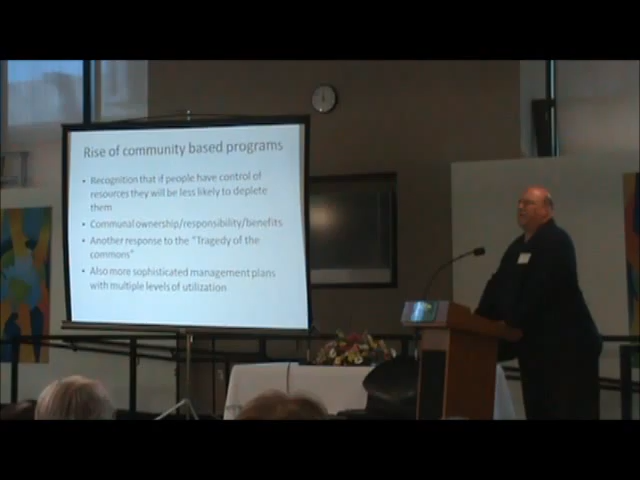 Rise of community based programs
• Recognition that if people have control of
resources they will be less likely to deplete
them
• Communal ownership/responsibility/benefits
• Another response to the "Tragedy of the
commons"
• Also more sophisticated management plans
with multiple levels of utilization